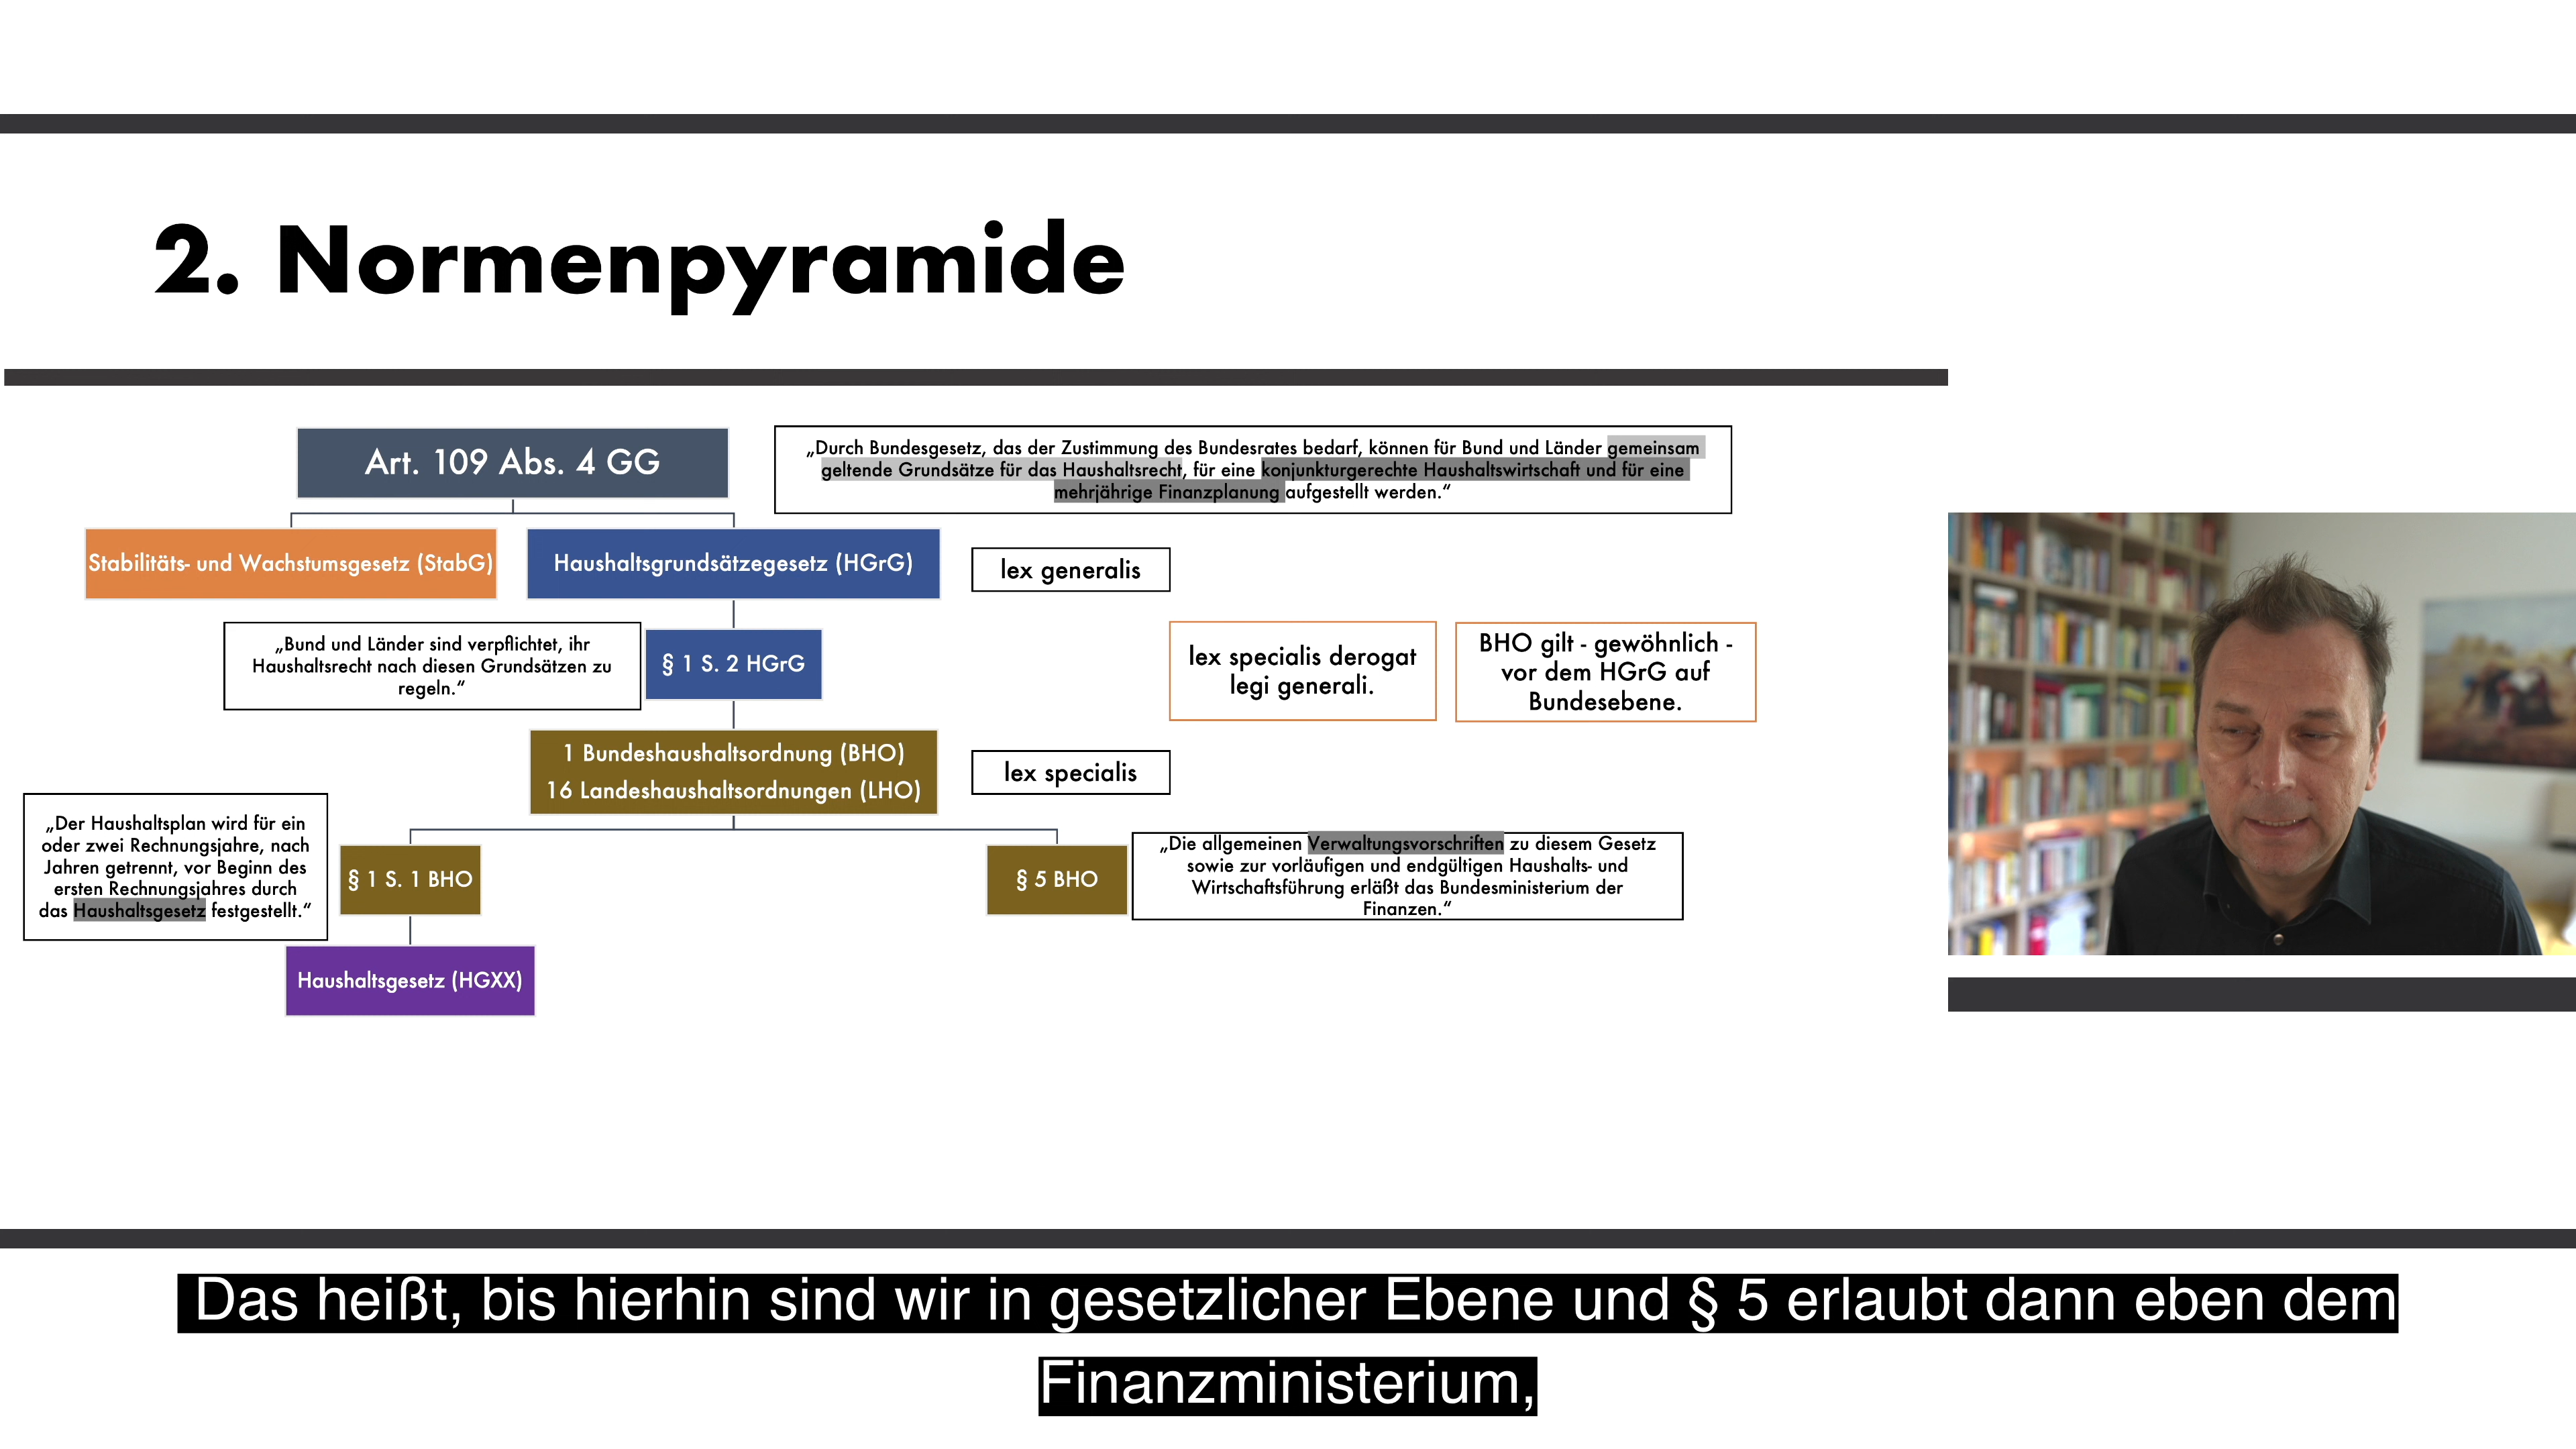 2. Normenpyramide
Art. 109 Abs. 4 GG
„Durch Bundesgesetz, das der Zustimmung des Bundesrates bedarf, können für Bund und Länder gemeinsam
geltende Grundsätze für das Haushaltsrecht, für eine konjunkturgerechte Haushaltswirtschaft und für eine
mehrjährige Finanzplanung aufgestellt werden.“
Stabilitäts- und Wachstumsgesetz (StabG)
Haushaltsgrundsätzegesetz (HGrG)
lex generalis
„Bund und Länder sind verpflichtet, ihr
Haushaltsrecht nach diesen Grundsätzen zu
regeln.“
§ 1 S. 2 HGrG
lex specialis derogat
legi generali.
BHO gilt - gewöhnlich -
vor dem HGrG auf
Bundesebene.
1 Bundeshaushaltsordnung (BHO)
16 Landeshaushaltsordnungen (LHO)
lex specialis
„Der Haushaltsplan wird für ein
oder zwei Rechnungsjahre, nach
Jahren getrennt, vor Beginn des
ersten Rechnungsjahres durch
das Haushaltsgesetz festgestellt.“
§ 1 S. 1 BHO
§ 5 BHO
„Die allgemeinen Verwaltungsvorschriften zu diesem Gesetz
sowie zur vorläufigen und endgültigen Haushalts- und
Wirtschaftsführung erläßt das Bundesministerium der
Finanzen.“
Haushaltsgesetz (HGXX)
Das heißt, bis hierhin sind wir in gesetzlicher Ebene und § 5 erlaubt dann eben dem
Finanzministerium,